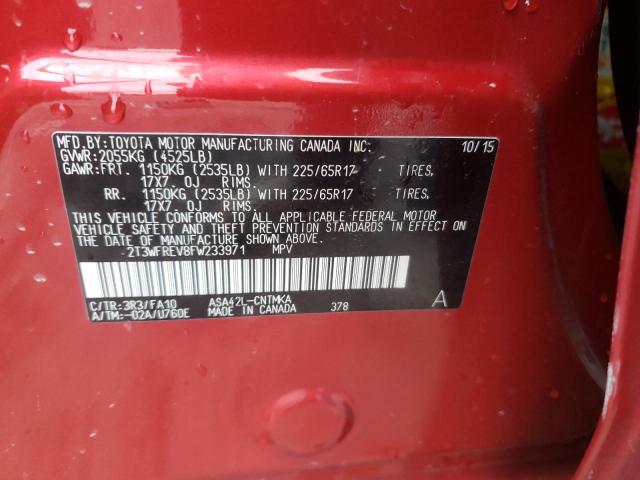 MFD.BY:TOYOTA MOTOR MANUFACTURING CANADA INC. 10/15
GVWR:2055KG (4525LB)
GAWR:FRT. 1150KG (2535LB) WITH 225/65R17 TIRES,
17X7.0J RIMS.
RR. 1150KG (2535LB) WITH 225/65R17 TIRES,
17X7.0J RIMS.
THIS VEHICLE CONFORMS TO ALL APPLICABLE FEDERAL MOTOR
VEHICLE SAFETY AND THEFT PREVENTION STANDARDS IN EFFECT
ON THE DATE OF MANUFACTURE SHOWN ABOVE.
2T3WFREV8FW233971 MPV
C/TR:3R3/FA10 ASA42L-CNTMKA A
A/TM:-02A/U760E MADE IN CANADA 378